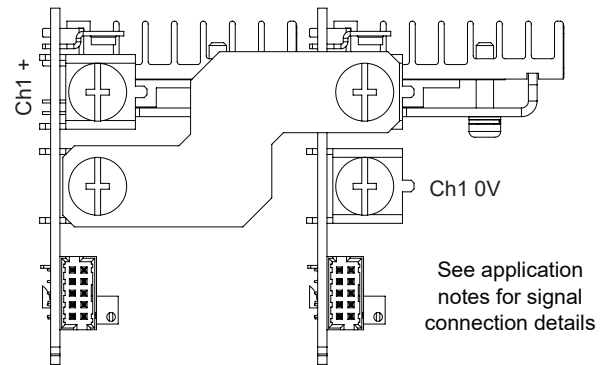 Ch1 +
Ch1 0V
See application
notes for signal
connection details